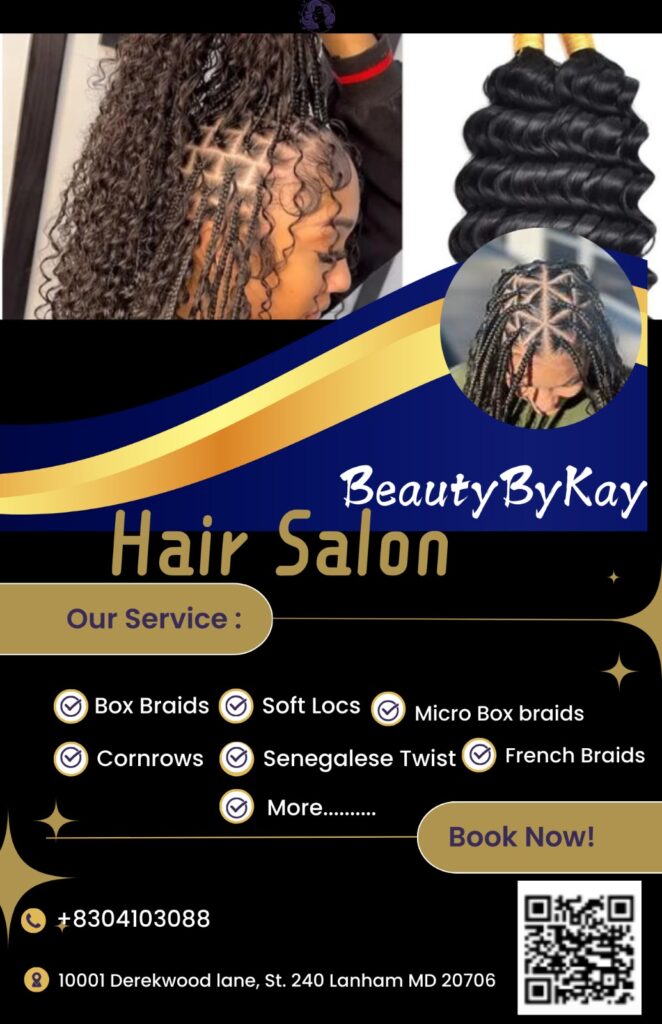 BeautyByKay
Hair Salon
Our Service :
Box Braids
Soft Locs
Micro Box braids
Cornrows
Senegalese Twist
French Braids
More..........
Book Now!
+8304103088
10001 Derekwood lane, St. 240 Lanham MD 20706